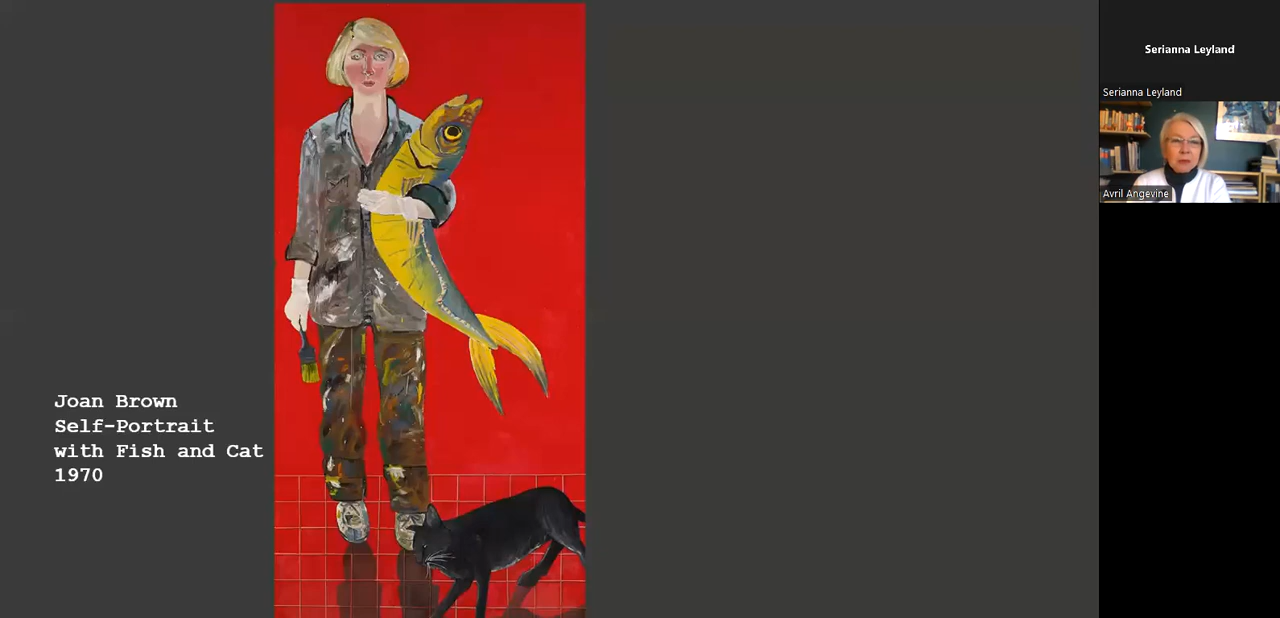 Joan Brown
Self-Portrait
with Fish and Cat
1970
Serianna Leyland
Serianna Leyland
Avril Angevine